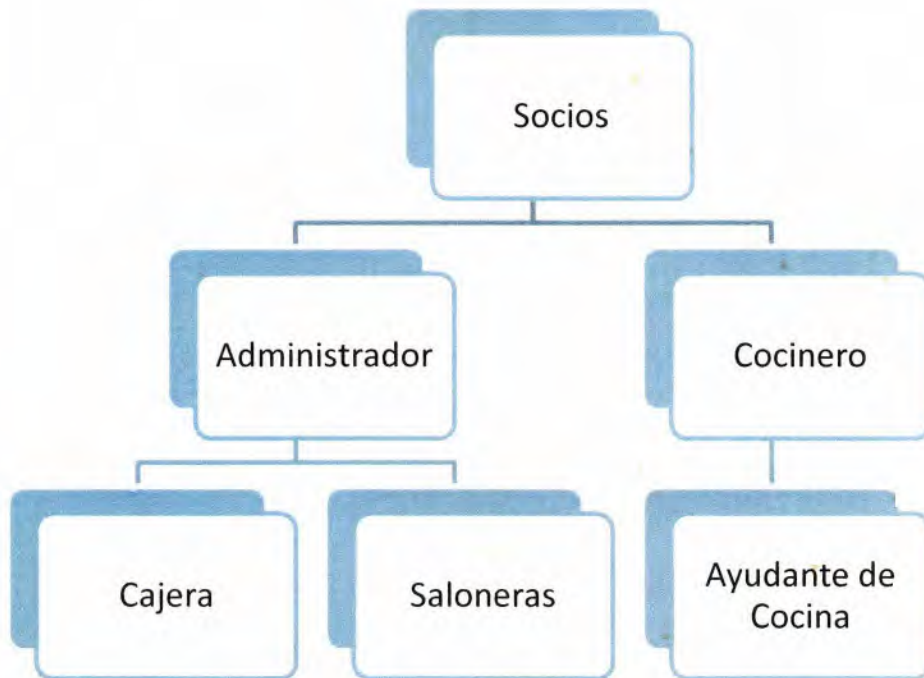 Socios
Administrador
Cocinero
Cajera
Saloneras
Ayudante de
Cocina